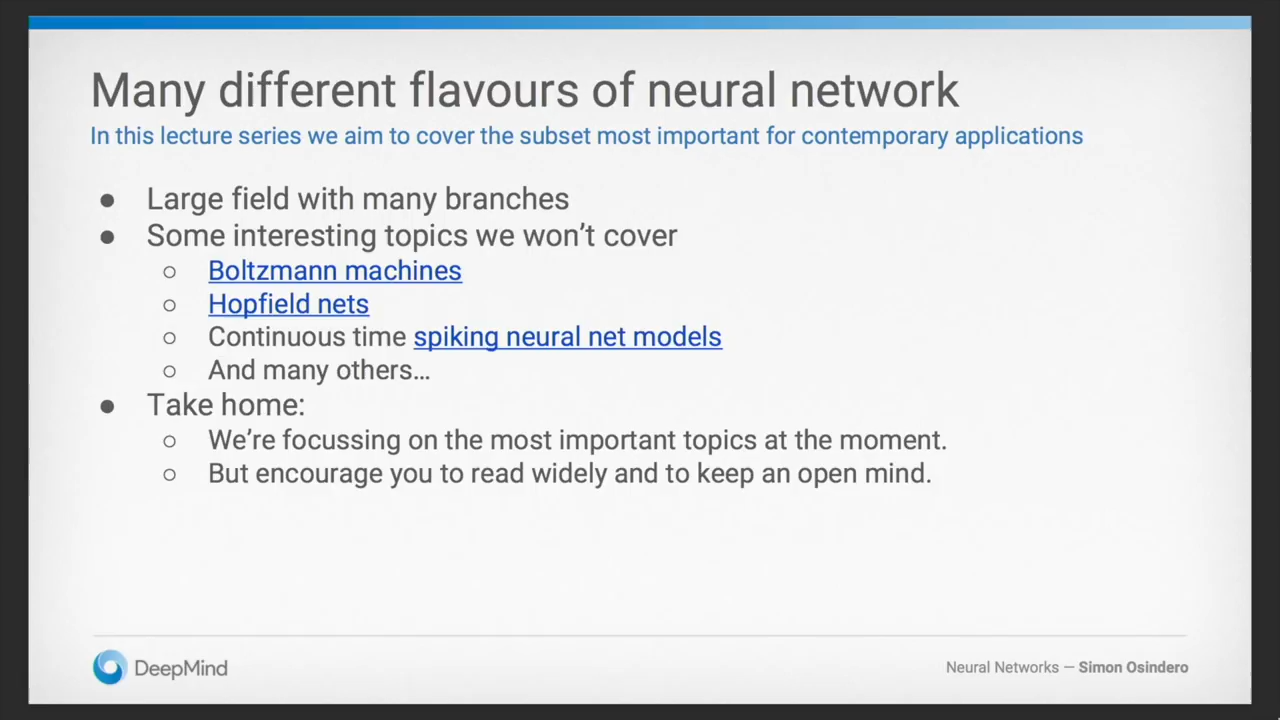 Many different flavours of neural network
In this lecture series we aim to cover the subset most important for contemporary applications
● Large field with many branches
● Some interesting topics we won’t cover
○ Boltzmann machines
○ Hopfield nets
○ Continuous time spiking neural net models
○ And many others…
● Take home:
○ We’re focussing on the most important topics at the moment.
○ But encourage you to read widely and to keep an open mind.
DeepMind
Neural Networks — Simon Osindero